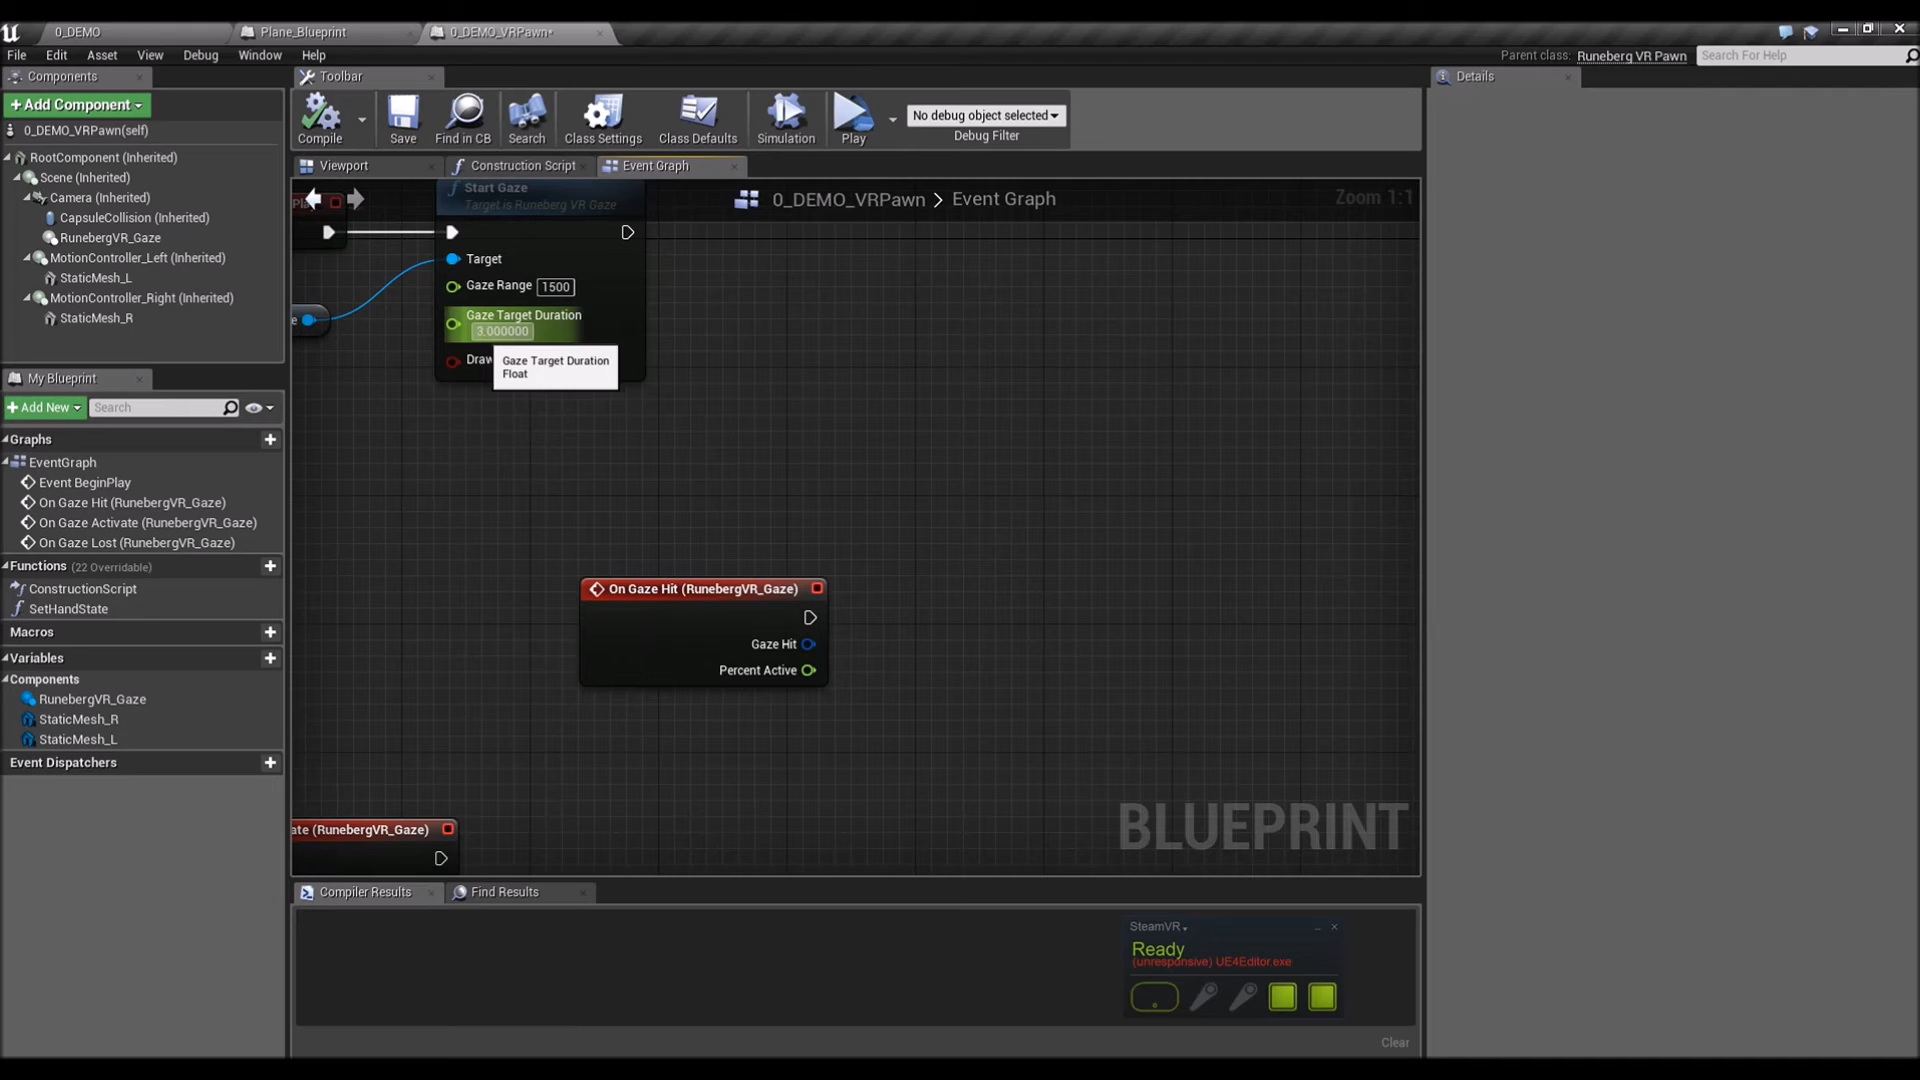 0_DEMO
Plane_Blueprint
0_DEMO_VRPawn*
File Edit Asset View Debug Window Help
Parent class: Runeberg VR Pawn
Search For Help
Components
Toolbar
Details
+Add Component
Compile
Save
Find in CB
Search
Class Settings
Class Defaults
Simulation
Play
No debug object selected
Debug Filter
0_DEMO_VRPawn(self)
RootComponent (Inherited)
Scene (Inherited)
Camera (Inherited)
CapsuleCollision (Inherited)
RunebergVR_Gaze
MotionController_Left (Inherited)
StaticMesh_L
MotionController_Right (Inherited)
StaticMesh_R
Viewport
Construction Script
Event Graph
0_DEMO_VRPawn > Event Graph
Zoom 1:1
Start Gaze
Target is Runeberg VR Gaze
Target
Gaze Range 1500
Gaze Target Duration
3.000000
Draw
Gaze Target Duration
Float
My Blueprint
+Add New
Search
Graphs
EventGraph
Event BeginPlay
On Gaze Hit (RunebergVR_Gaze)
On Gaze Activate (RunebergVR_Gaze)
On Gaze Lost (RunebergVR_Gaze)
Functions (22 Overridable)
ConstructionScript
SetHandState
Macros
Variables
Components
RunebergVR_Gaze
StaticMesh_R
StaticMesh_L
Event Dispatchers
On Gaze Hit (RunebergVR_Gaze)
Gaze Hit
Percent Active
ate (RunebergVR_Gaze)
BLUEPRINT
Compiler Results
Find Results
SteamVR
Ready
(unresponsive) UE4Editor.exe
Clear